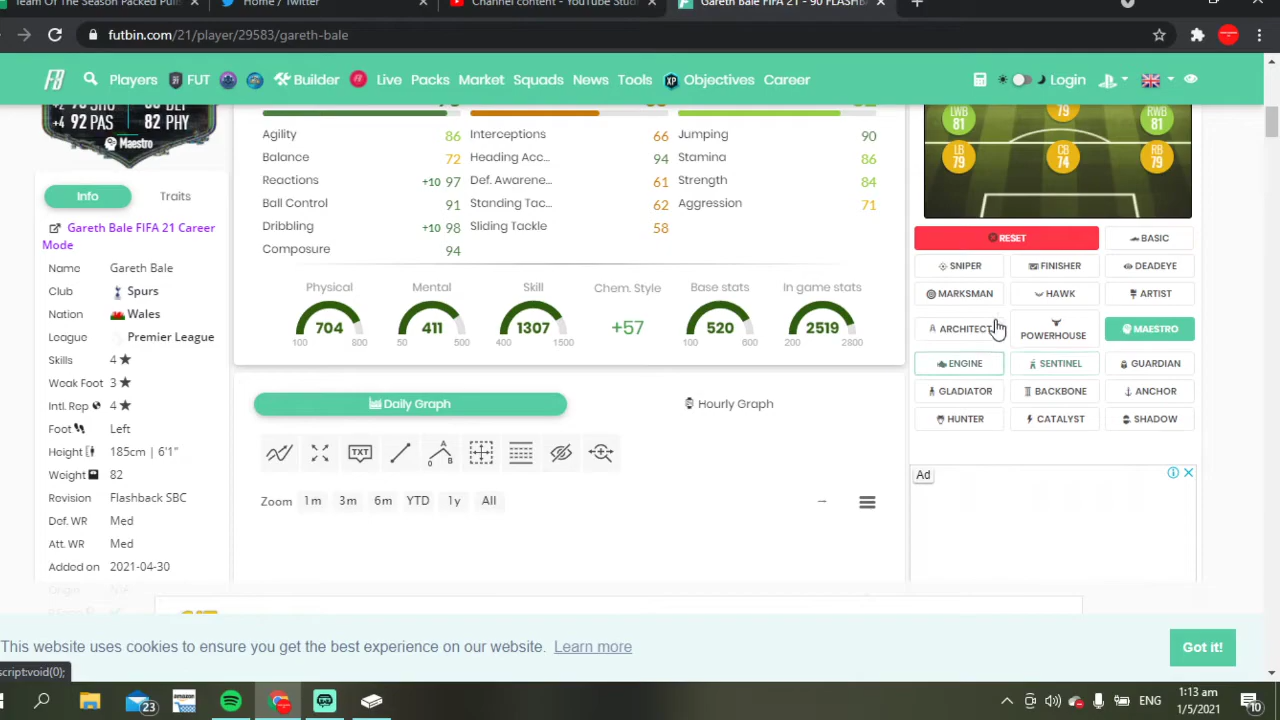 Team Of The Season Packed Pul
Home / Twitter
Channel content - YouTube Stud
Gareth Bale FIFA 21 - 90 FLASHB
futbin.com/21/player/29583/gareth-bale
Players FUT Builder Live Packs Market Squads News Tools XP Objectives Career Login
+4 92 PAS 82 PHY
Maestro
Info Traits
Gareth Bale FIFA 21 Career Mode
Name Gareth Bale
Club Spurs
Nation Wales
League Premier League
Skills 4
Weak Foot 3
Intl. Rep 4
Foot Left
Height 185cm | 6'1"
Weight 82
Revision Flashback SBC
Def. WR Med
Att. WR Med
Added on 2021-04-30
Agility 86
Balance 72
Reactions +10 97
Ball Control 91
Dribbling +10 98
Composure 94
Interceptions 66
Heading Acc... 94
Def. Awarene... 61
Standing Tac... 62
Sliding Tackle 58
Jumping 90
Stamina 86
Strength 84
Aggression 71
Physical Mental Skill Chem. Style Base stats In game stats
704 411 1307 +57 520 2519
100 800 50 500 400 1500 100 600 200 2800
Daily Graph Hourly Graph
TXT
Zoom 1m 3m 6m YTD 1y All
LWB 81
79
RWB 81
LB 79
CB 74
RB 79
RESET BASIC
SNIPER FINISHER DEADEYE
MARKSMAN HAWK ARTIST
ARCHITECT POWERHOUSE MAESTRO
ENGINE SENTINEL GUARDIAN
GLADIATOR BACKBONE ANCHOR
HUNTER CATALYST SHADOW
Ad
This website uses cookies to ensure you get the best experience on our website. Learn more
Got it!
script:void(0);
amazon
23
ENG
1:13 am
1/5/2021
10